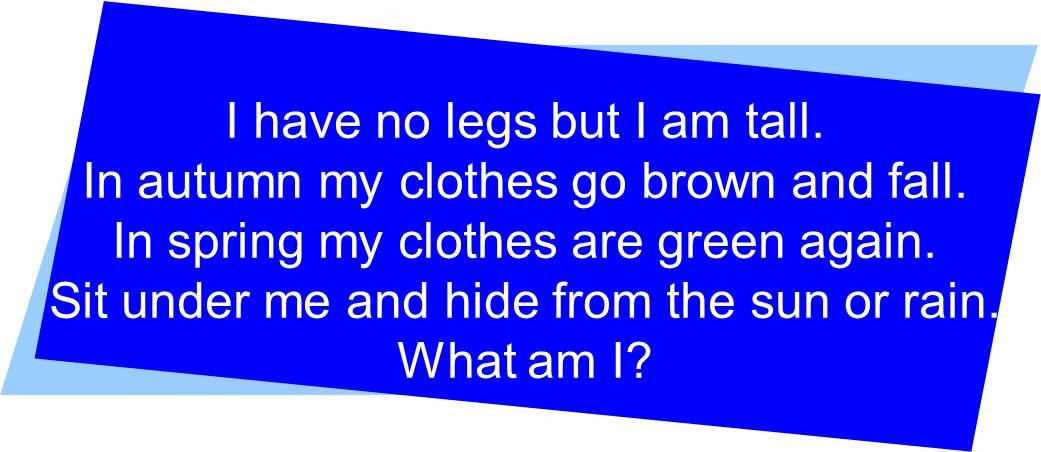 I have no legs but I am tall.
In autumn my clothes go brown and fall.
In spring my clothes are green again.
Sit under me and hide from the sun or rain.
What am I?